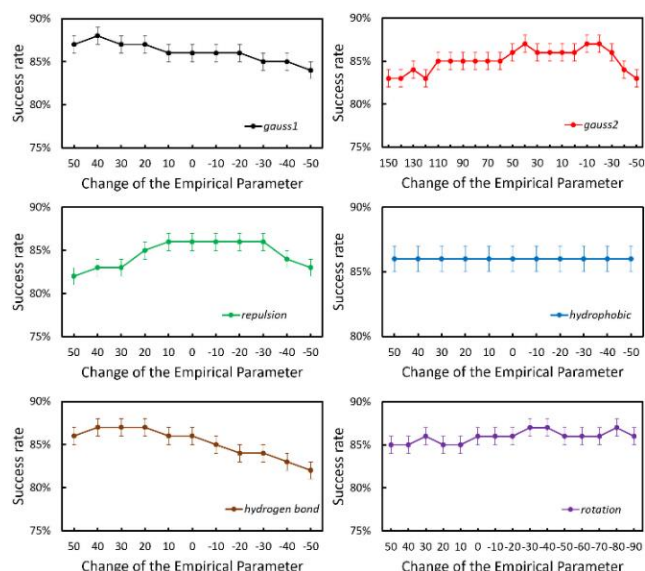 90%
85%
80%
75%
Success rate
gauss1
50 40 30 20 10 0 -10 -20 -30 -40 -50
Change of the Empirical Parameter
90%
85%
80%
75%
Success rate
gauss2
150 130 110 90 70 50 30 10 -10 -30 -50
Change of the Empirical Parameter
90%
85%
80%
75%
Success rate
repulsion
50 40 30 20 10 0 -10 -20 -30 -40 -50
Change of the Empirical Parameter
90%
85%
80%
Success rate
hydrophobic
50 40 30 20 10 0 -10 -20 -30 -40 -50
Change of the Empirical Parameter
90%
85%
80%
75%
Success rate
hydrogen bond
50 40 30 20 10 0 -10 -20 -30 -40 -50
Change of the Empirical Parameter
90%
85%
80%
75%
Success rate
rotation
50 40 30 20 10 0 -10 -20 -30 -40 -50 -60 -70 -80 -90
Change of the Empirical Parameter